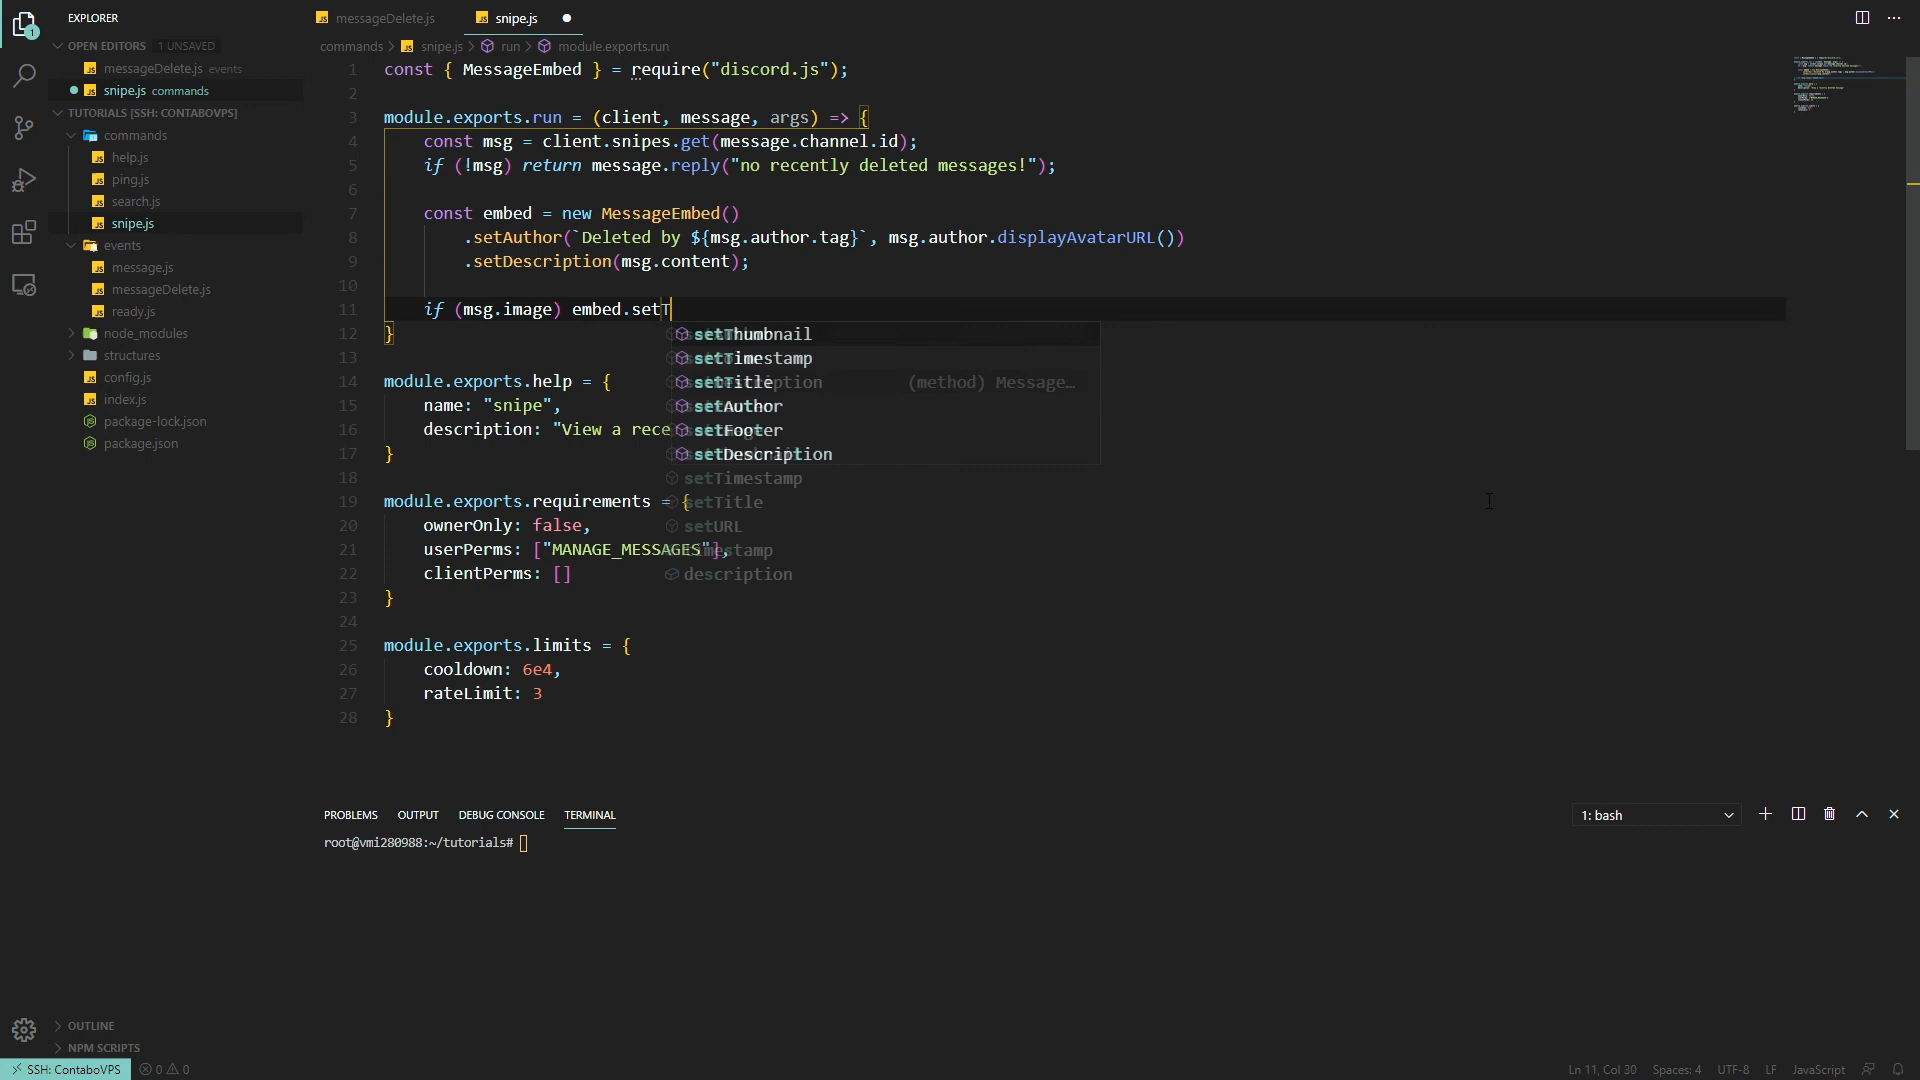 EXPLORER
OPEN EDITORS 1 UNSAVED
messageDelete.js events
snipe.js commands
TUTORIALS [SSH: CONTABOVPS]
commands
help.js
ping.js
search.js
snipe.js
events
message.js
messageDelete.js
ready.js
node_modules
structures
config.js
index.js
package-lock.json
package.json
OUTLINE
NPM SCRIPTS
messageDelete.js
snipe.js
commands > snipe.js > run > module.exports.run
1 const { MessageEmbed } = require("discord.js");
2
3 module.exports.run = (client, message, args) => {
4 const msg = client.snipes.get(message.channel.id);
5 if (!msg) return message.reply("no recently deleted messages!");
6
7 const embed = new MessageEmbed()
8 .setAuthor(`Deleted by ${msg.author.tag}`, msg.author.displayAvatarURL())
9 .setDescription(msg.content);
10
11 if (msg.image) embed.setT
12 }
13
14 module.exports.help = {
15 name: "snipe",
16 description: "View a rece
17 }
18
19 module.exports.requirements = {
20 ownerOnly: false,
21 userPerms: ["MANAGE_MESSAGES"],
22 clientPerms: []
23 }
24
25 module.exports.limits = {
26 cooldown: 6e4,
27 rateLimit: 3
28 }
setThumbnail
setTimestamp
setTitle (method) Message…
setAuthor
setFooter
setDescription
setTimestamp
setTitle
setURL
timestamp
description
PROBLEMS OUTPUT DEBUG CONSOLE TERMINAL
1: bash
root@vmi280988:~/tutorials#
SSH: ContaboVPS 0 0
Ln 11, Col 30 Spaces: 4 UTF-8 LF JavaScript